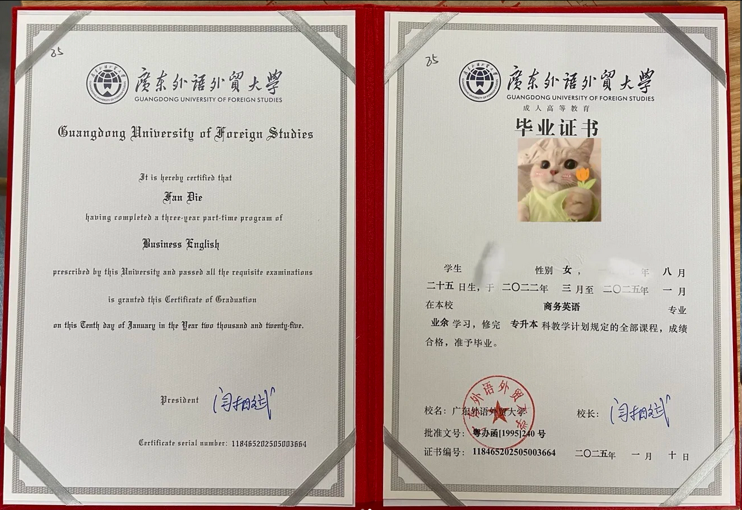 35
廣东外语外贸大学
GUANGDONG UNIVERSITY OF FOREIGN STUDIES
Guangdong University of Foreign Studies
It is hereby certified that
Fan Die
having completed a three-year part-time program of
Business English
prescribed by this University and passed all the requisite examinations
is granted this Certificate of Graduation
on this Tenth day of January in the Year two thousand and twenty-five.
President
Certificate serial number: 118465202505003664
35
廣东外语外贸大学
GUANGDONG UNIVERSITY OF FOREIGN STUDIES
成人高等教育
毕业证书
学生 性别 女， 年 八 月
二十五日生，于 二〇二二年 三 月至 二〇二五年 一 月
在本校 商务英语 专业
业余 学习，修完 专升本 科教学计划规定的全部课程，成绩
合格，准予毕业。
校名：广东外语外贸大学 校长：
批准文号：粤办函[1995]240 号
证书编号：118465202505003664 二〇二五年 一 月 十 日